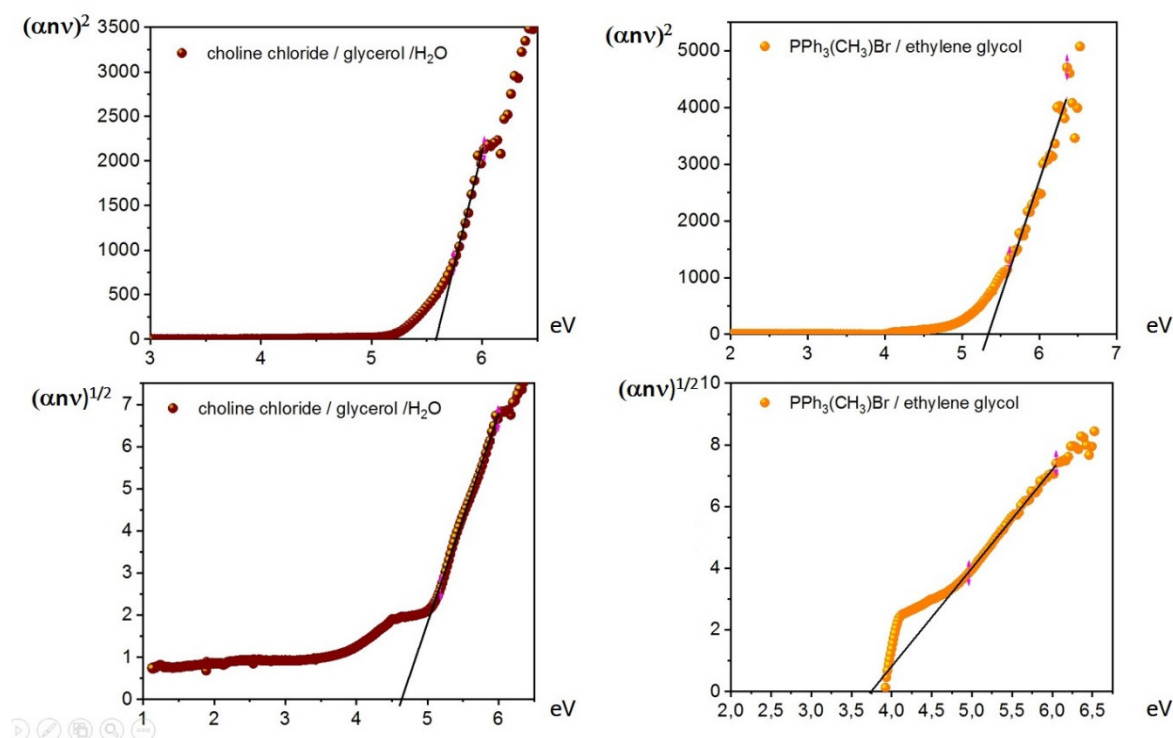 (αnν)²
choline chloride / glycerol /H₂O
3500
3000
2500
2000
1500
1000
500
0
3 4 5 6
eV
(αnν)²
PPh₃(CH₃)Br / ethylene glycol
5000
4000
3000
2000
1000
0
2 3 4 5 6 7
eV
(αnν)¹/²
choline chloride / glycerol /H₂O
7
6
5
4
3
2
1
0
1 2 3 4 5 6
eV
(αnν)¹/²
PPh₃(CH₃)Br / ethylene glycol
10
8
6
4
2
0
2,0 2,5 3,0 3,5 4,0 4,5 5,0 5,5 6,0 6,5
eV